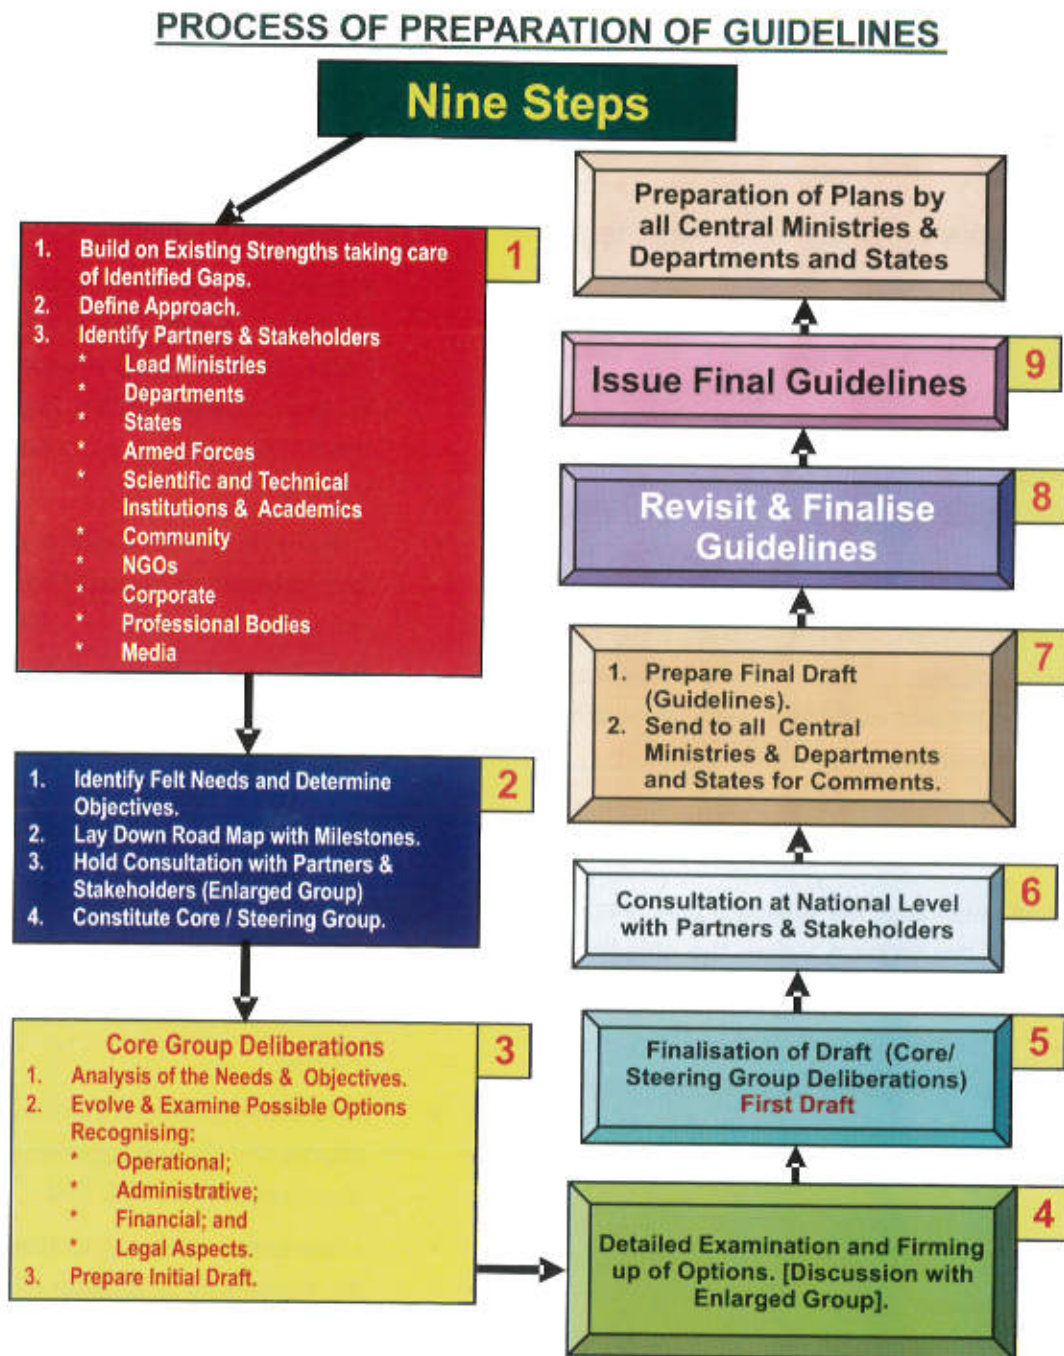 PROCESS OF PREPARATION OF GUIDELINES
Nine Steps
1
1. Build on Existing Strengths taking care
of Identified Gaps.
2. Define Approach.
3. Identify Partners & Stakeholders
* Lead Ministries
* Departments
* States
* Armed Forces
* Scientific and Technical
Institutions & Academics
* Community
* NGOs
* Corporate
* Professional Bodies
* Media
2
1. Identify Felt Needs and Determine
Objectives.
2. Lay Down Road Map with Milestones.
3. Hold Consultation with Partners &
Stakeholders (Enlarged Group)
4. Constitute Core / Steering Group.
3
Core Group Deliberations
1. Analysis of the Needs & Objectives.
2. Evolve & Examine Possible Options
Recognising:
* Operational;
* Administrative;
* Financial; and
* Legal Aspects.
3. Prepare Initial Draft.
4
Detailed Examination and Firming
up of Options. [Discussion with
Enlarged Group].
5
Finalisation of Draft (Core/
Steering Group Deliberations)
First Draft
6
Consultation at National Level
with Partners & Stakeholders
7
1. Prepare Final Draft
(Guidelines).
2. Send to all Central
Ministries & Departments
and States for Comments.
8
Revisit & Finalise
Guidelines
9
Issue Final Guidelines
Preparation of Plans by
all Central Ministries &
Departments and States